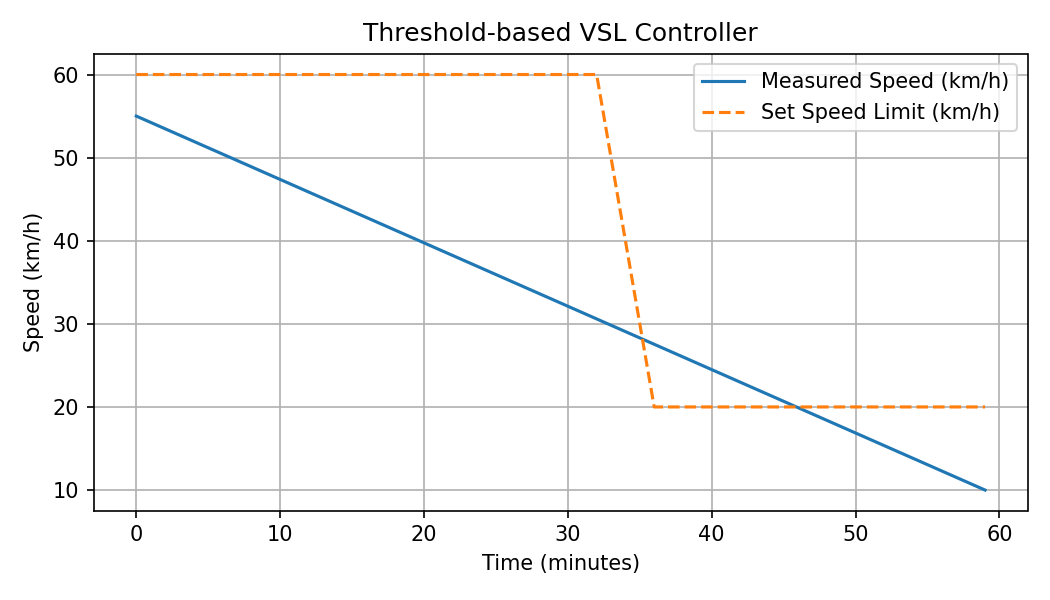 Threshold-based VSL Controller
Measured Speed (km/h)
Set Speed Limit (km/h)
Speed (km/h)
60
50
40
30
20
10
0 10 20 30 40 50 60
Time (minutes)